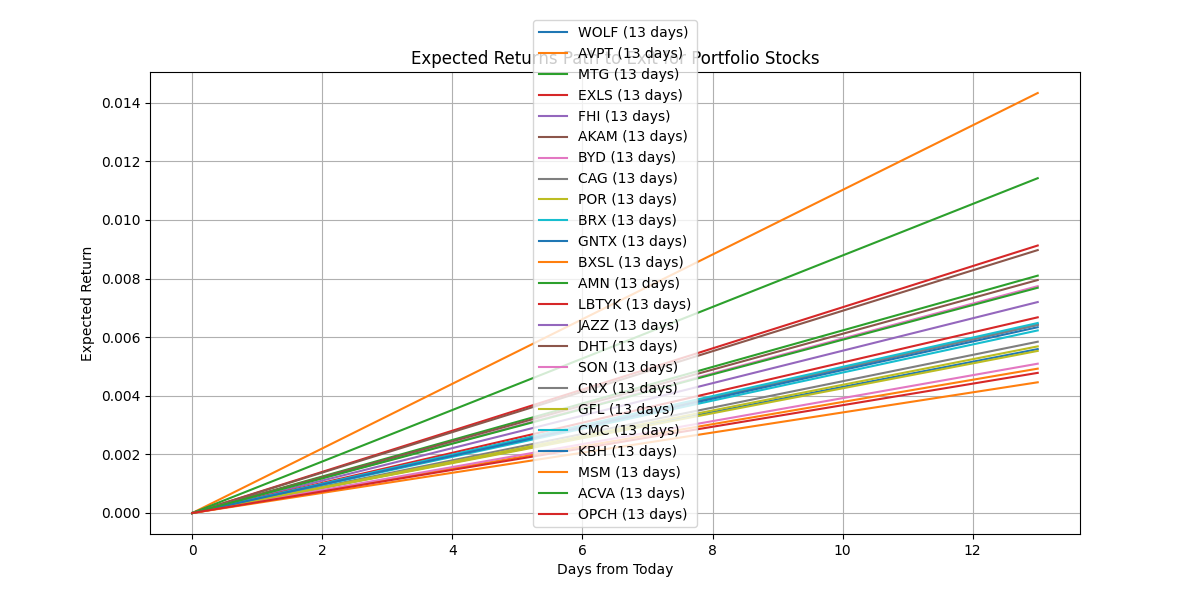 Expected Returns Path to Exit for Portfolio Stocks
WOLF (13 days)
AVPT (13 days)
MTG (13 days)
EXLS (13 days)
FHI (13 days)
AKAM (13 days)
BYD (13 days)
CAG (13 days)
POR (13 days)
BRX (13 days)
GNTX (13 days)
BXSL (13 days)
AMN (13 days)
LBTYK (13 days)
JAZZ (13 days)
DHT (13 days)
SON (13 days)
CNX (13 days)
GFL (13 days)
CMC (13 days)
KBH (13 days)
MSM (13 days)
ACVA (13 days)
OPCH (13 days)
Expected Return
0.014
0.012
0.010
0.008
0.006
0.004
0.002
0.000
0 2 4 6 8 10 12
Days from Today